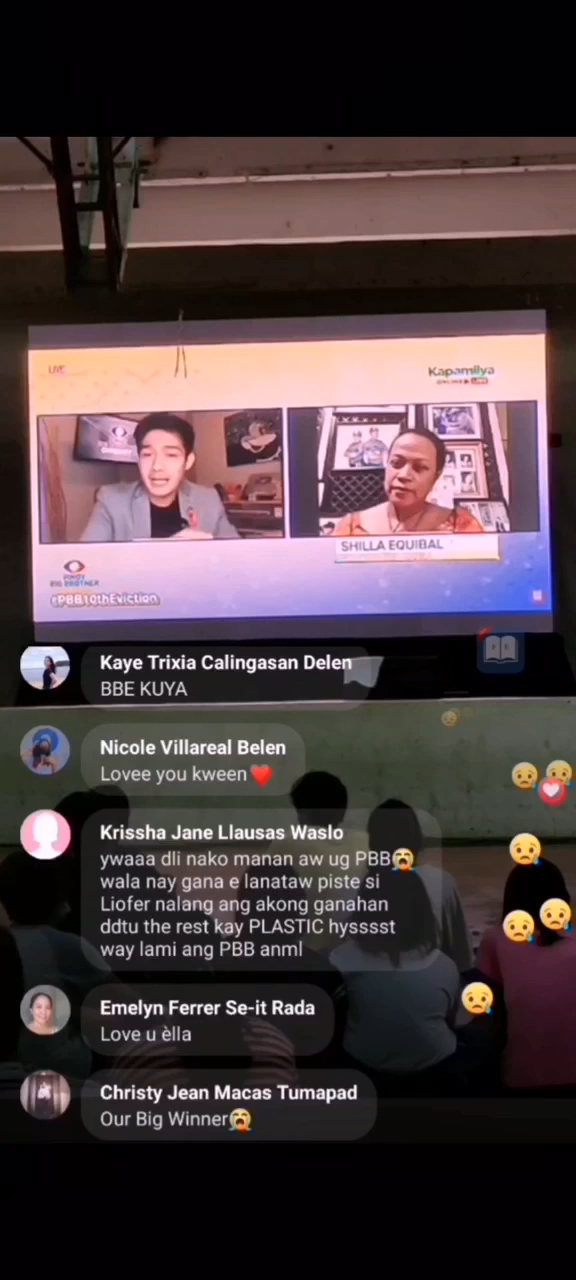 LIVE
Kapamilya
ONLINE LIVE
SHILLA EQUIBAL
PINOY
BIG BROTHER
#PBB10thEviction
Kaye Trixia Calingasan Delen
BBE KUYA
Nicole Villareal Belen
Lovee you kween❤️
Krissha Jane Llausas Waslo
ywaaa dli nako manan aw ug PBB😭
wala nay gana e lanataw piste si
Liofer nalang ang akong ganahan
ddtu the rest kay PLASTIC hysssst
way lami ang PBB anml
Emelyn Ferrer Se-it Rada
Love u èlla
Christy Jean Macas Tumapad
Our Big Winner😭